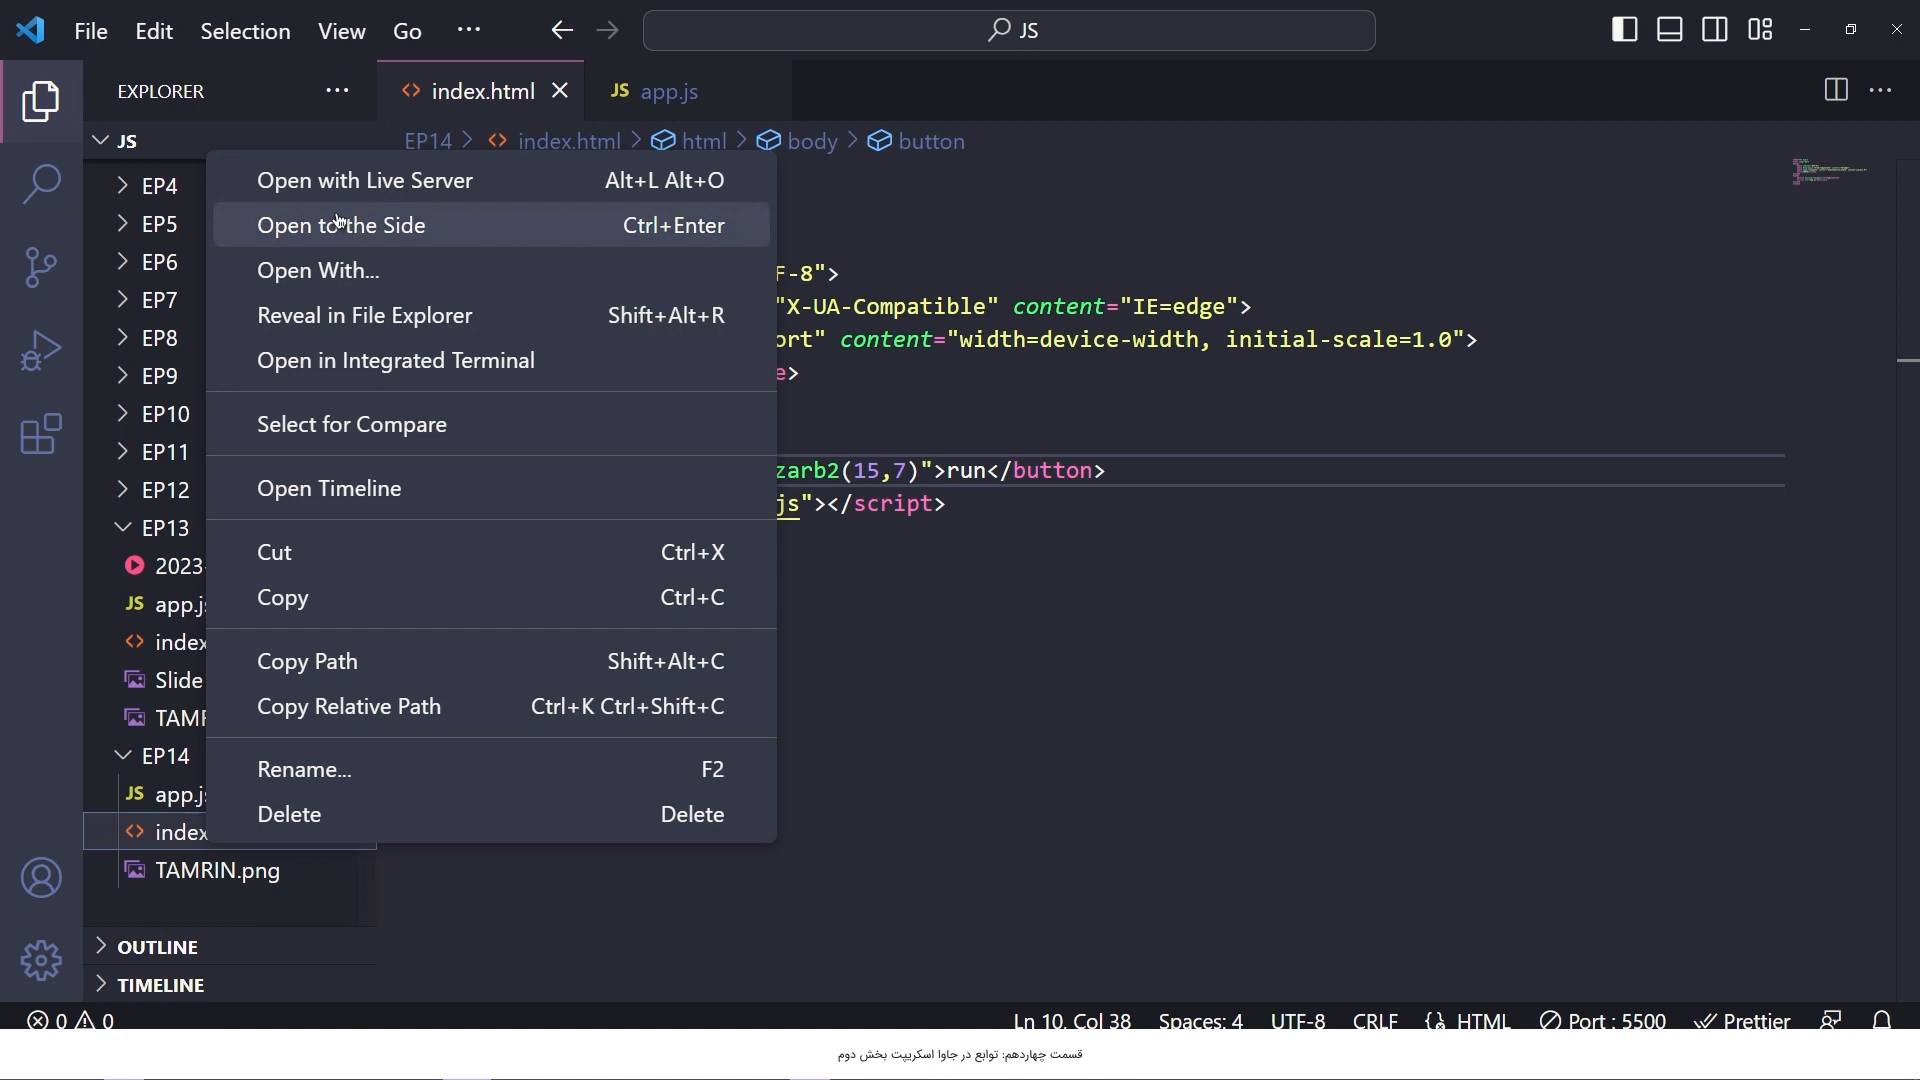 File Edit Selection View Go ··· JS
EXPLORER ···
index.html
JS app.js
JS
EP14 > index.html > html > body > button
EP4
EP5
EP6
EP7
EP8
EP9
EP10
EP11
EP12
EP13
2023-
JS app.js
index
Slide
TAM
EP14
JS app.js
index
TAMRIN.png
OUTLINE
TIMELINE
Open with Live Server Alt+L Alt+O
Open to the Side Ctrl+Enter
Open With...
Reveal in File Explorer Shift+Alt+R
Open in Integrated Terminal
Select for Compare
Open Timeline
Cut Ctrl+X
Copy Ctrl+C
Copy Path Shift+Alt+C
Copy Relative Path Ctrl+K Ctrl+Shift+C
Rename... F2
Delete Delete
F-8">
"X-UA-Compatible" content="IE=edge">
ort" content="width=device-width, initial-scale=1.0">
e>
zarb2(15,7)">run</button>
js"></script>
0 0 Ln 10, Col 38 Spaces: 4 UTF-8 CRLF HTML Port : 5500 Prettier
قسمت چهاردهم: توابع در جاوا اسکریپت بخش دوم